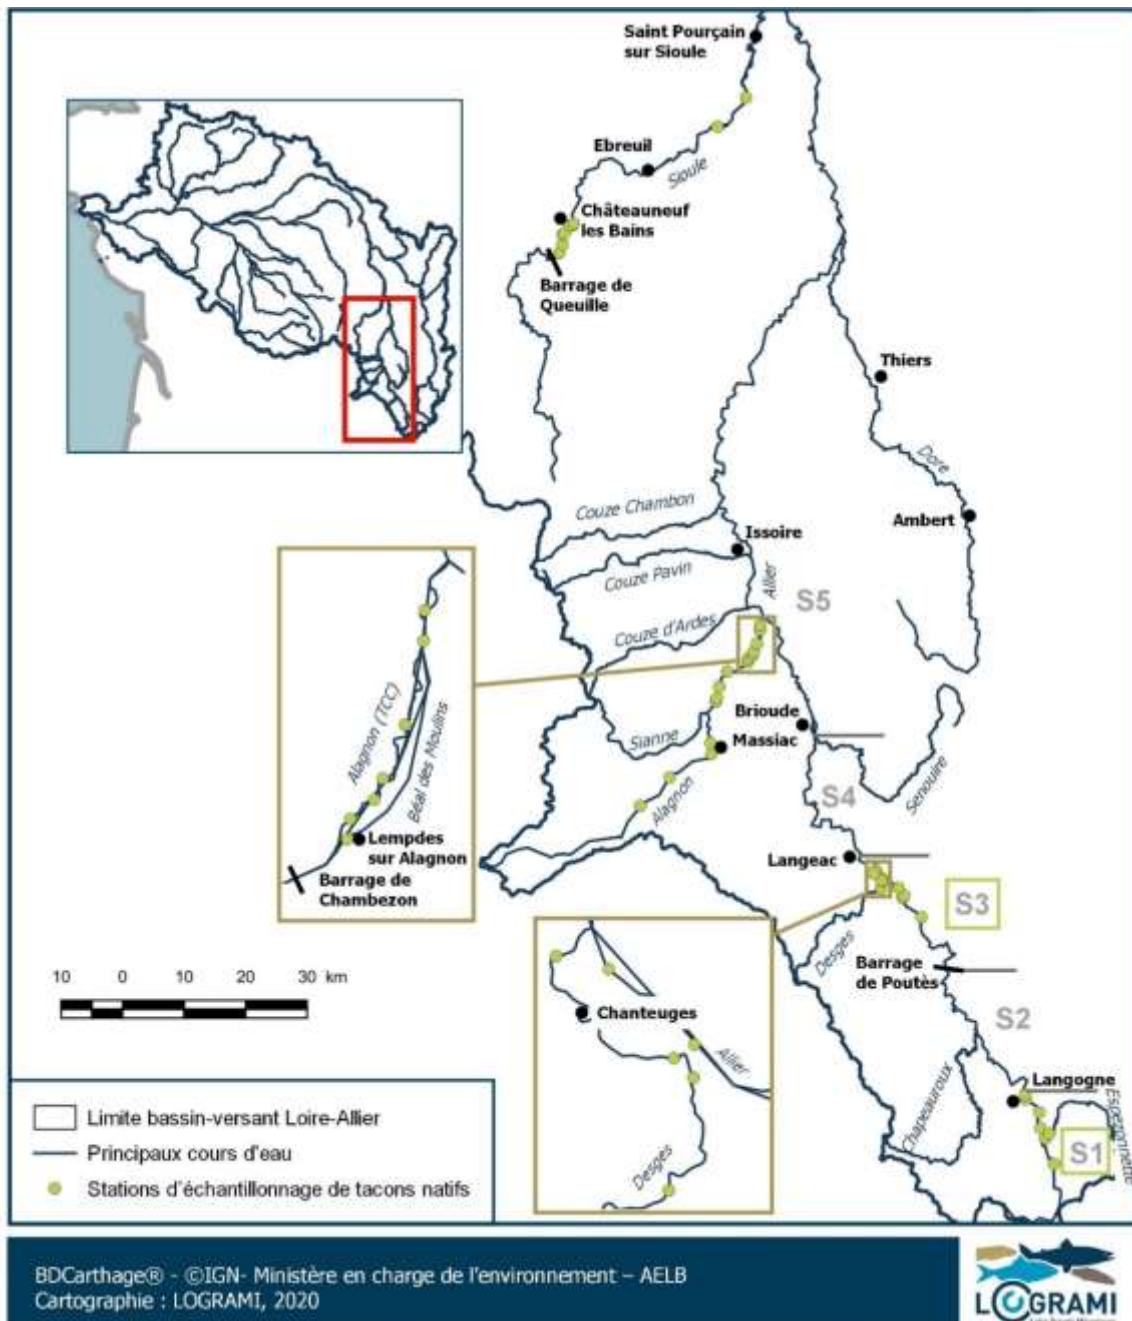 Saint Pourçain
sur Sioule
Ebreuil
Sioule
Châteauneuf
les Bains
Barrage de
Queuille
Thiers
Dore
Ambert
Couze Chambon
Issoire
Couze Pavin
Allier
S5
Couze d'Ardes
Alagnon (TCC)
Béal des Moulins
Lempdes
sur Alagnon
Barrage de
Chambezon
Brioude
Sianne
Massiac
Senouire
Alagnon
S4
Langeac
S3
Desges
Barrage
de Poutès
S2
Chanteuges
Allier
Desges
Langogne
Chapeauroux
Espezonnette
S1
10 0 10 20 30 km
Limite bassin-versant Loire-Allier
Principaux cours d'eau
Stations d'échantillonnage de tacons natifs
BDCarthage® - ©IGN- Ministère en charge de l'environnement – AELB
Cartographie : LOGRAMI, 2020
LOGRAMI